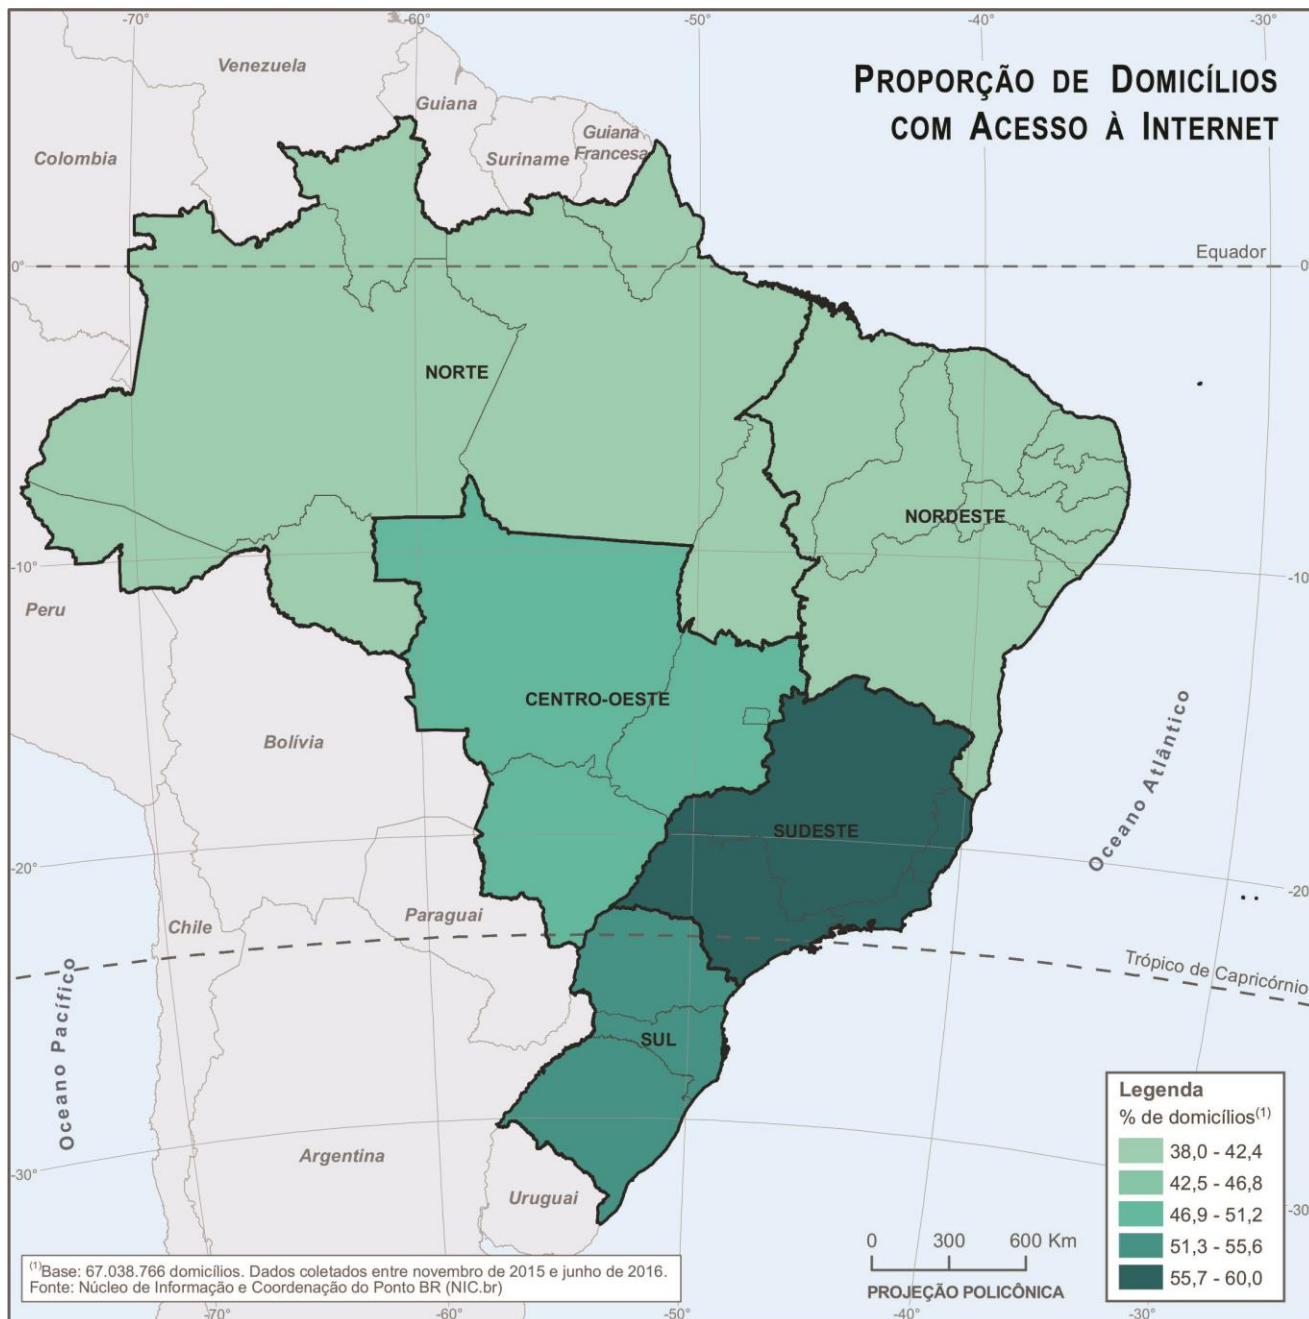 -70°
-60°
-50°
-40°
-30°
PROPORÇÃO DE DOMICÍLIOS
COM ACESSO À INTERNET
Venezuela
Guiana
Guiana
Francesa
Suriname
Colombia
Equador
0°
0
NORTE
NORDESTE
-10°
-10
Peru
CENTRO-OESTE
Bolívia
Oceano Atlântico
SUDESTE
-20°
-20
Chile
Paraguai
Trópico de Capricórnio
Oceano Pacífico
SUL
Argentina
Uruguai
-30°
-30
Legenda
% de domicílios(1)
38,0 - 42,4
42,5 - 46,8
46,9 - 51,2
51,3 - 55,6
55,7 - 60,0
0 300 600 Km
PROJEÇÃO POLICÔNICA
(1)Base: 67.038.766 domicílios. Dados coletados entre novembro de 2015 e junho de 2016.
Fonte: Núcleo de Informação e Coordenação do Ponto BR (NIC.br)
-70°
-60°
-50°
-40°
-30°